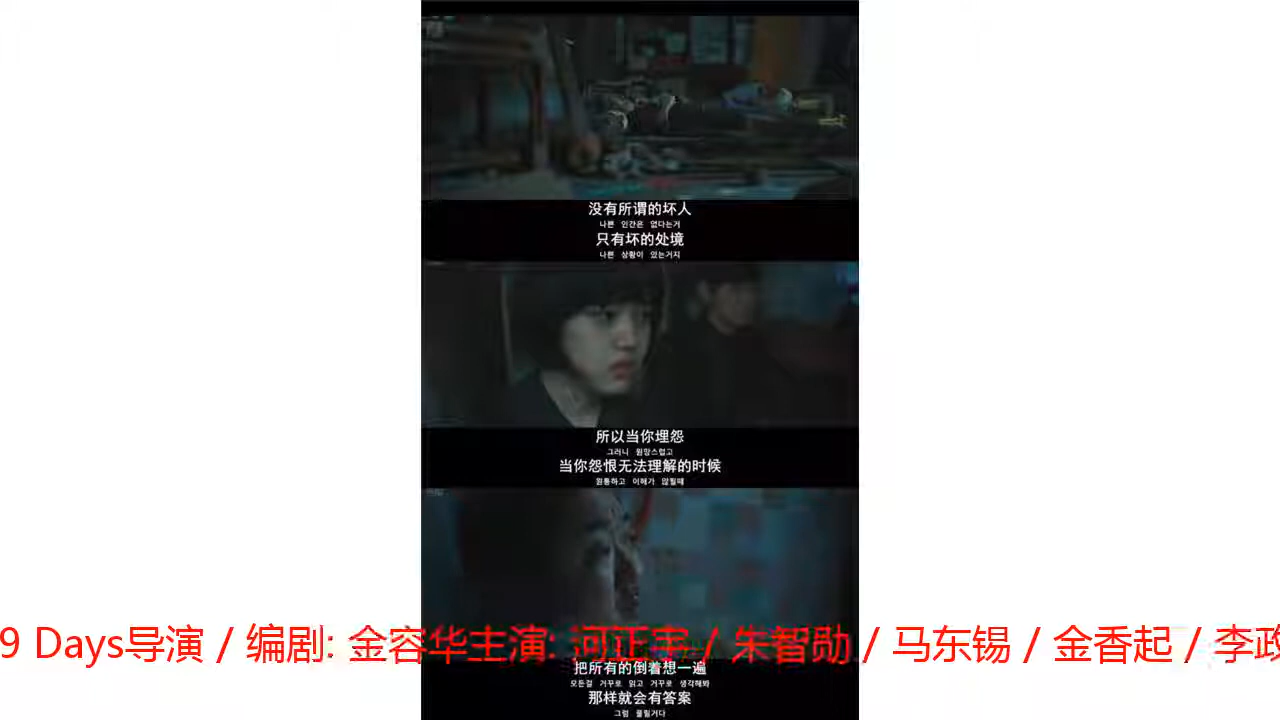 没有所谓的坏人
나쁜 인간은 없다는거
只有坏的处境
나쁜 상황이 있는거지
所以当你埋怨
그러니 원망스럽고
当你怨恨无法理解的时候
원통하고 이해가 않될때
9 Days导演 / 编剧: 金容华主演: 河正宇 / 朱智勋 / 马东锡 / 金香起 / 李政
把所有的倒着想一遍
모든걸 거꾸로 읽고 거꾸로 생각해봐
那样就会有答案
그럼 풀릴거다